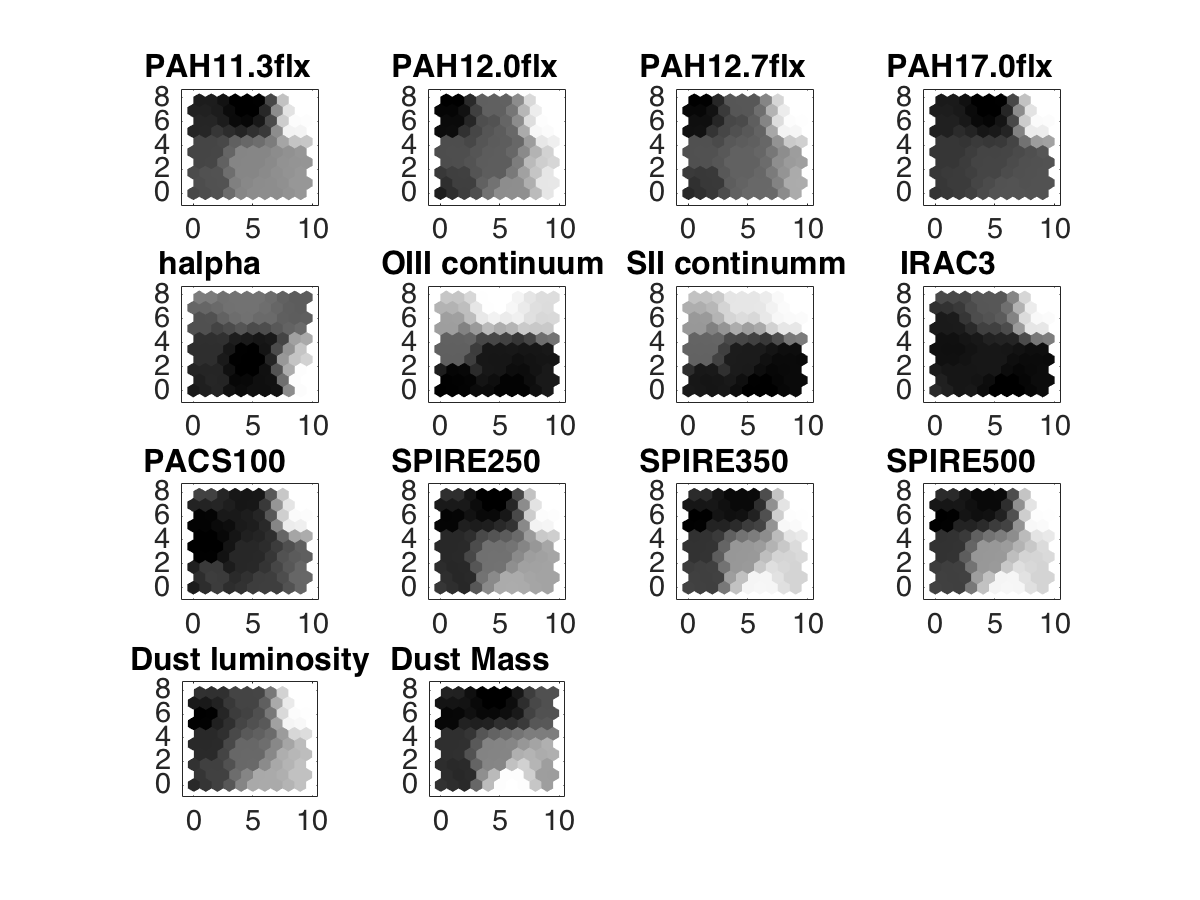 PAH11.3flx PAH12.0flx PAH12.7flx PAH17.0flx
8 8 8 8
6 6 6 6
4 4 4 4
2 2 2 2
0 0 0 0
0 5 10 0 5 10 0 5 10 0 5 10
halpha OIII continuum SII continumm IRAC3
8 8 8 8
6 6 6 6
4 4 4 4
2 2 2 2
0 0 0 0
0 5 10 0 5 10 0 5 10 0 5 10
PACS100 SPIRE250 SPIRE350 SPIRE500
8 8 8 8
6 6 6 6
4 4 4 4
2 2 2 2
0 0 0 0
0 5 10 0 5 10 0 5 10 0 5 10
Dust luminosity Dust Mass
8 8
6 6
4 4
2 2
0 0
0 5 10 0 5 10